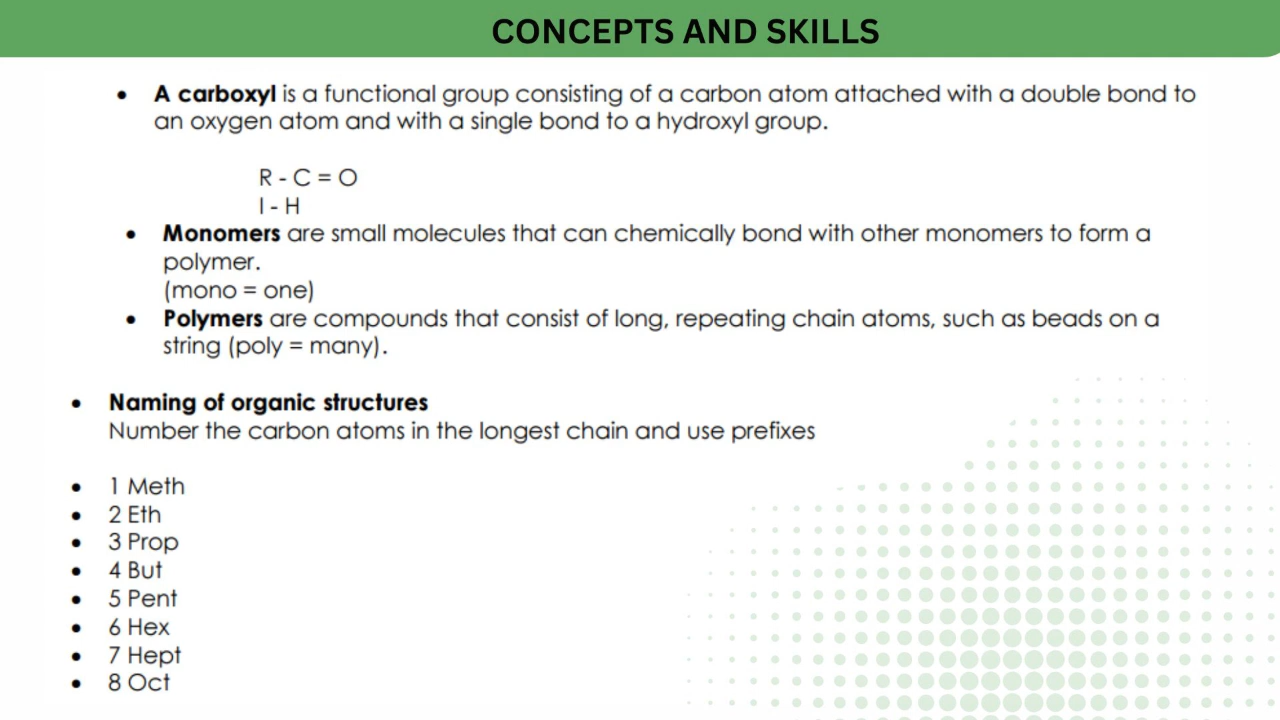 CONCEPTS AND SKILLS
• A carboxyl is a functional group consisting of a carbon atom attached with a double bond to
an oxygen atom and with a single bond to a hydroxyl group.
R - C = O
I - H
• Monomers are small molecules that can chemically bond with other monomers to form a
polymer.
(mono = one)
• Polymers are compounds that consist of long, repeating chain atoms, such as beads on a
string (poly = many).
• Naming of organic structures
Number the carbon atoms in the longest chain and use prefixes
• 1 Meth
• 2 Eth
• 3 Prop
• 4 But
• 5 Pent
• 6 Hex
• 7 Hept
• 8 Oct